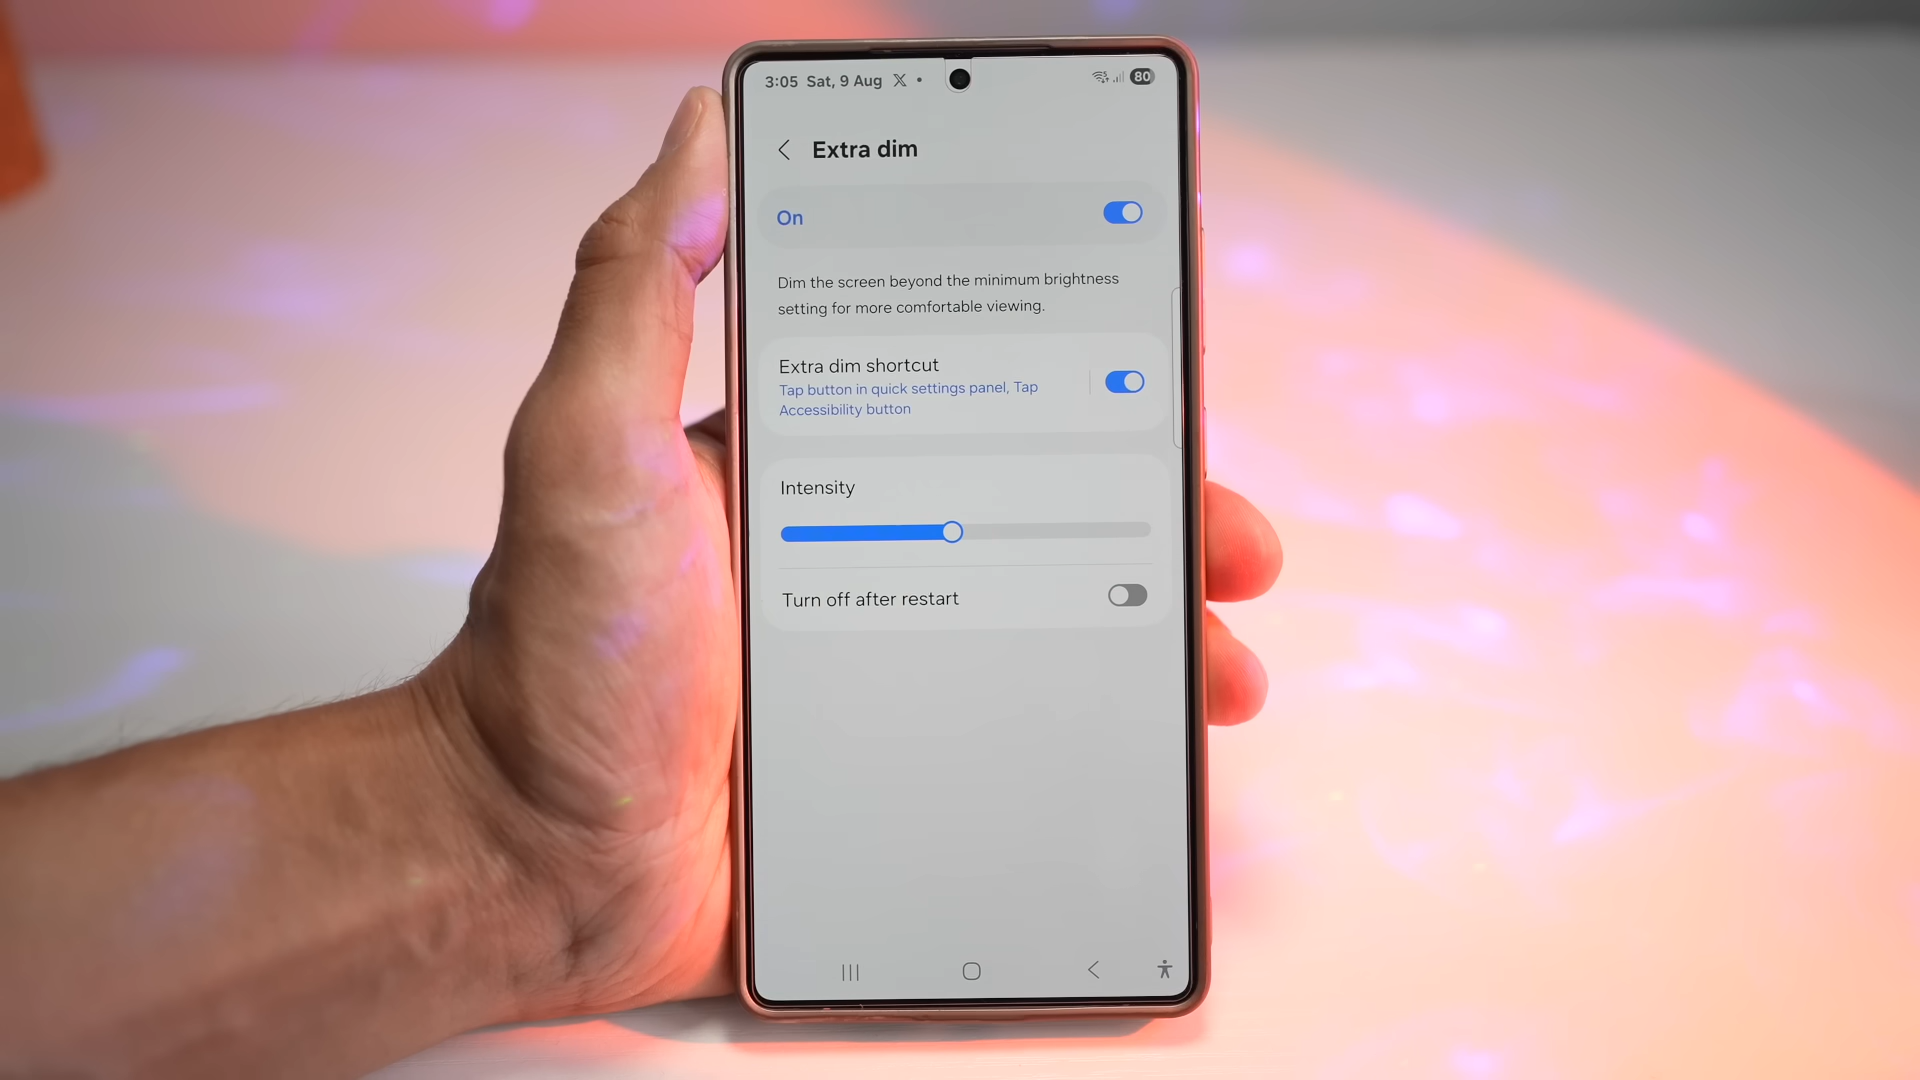 3:05 Sat, 9 Aug X • 80
Extra dim
On
Dim the screen beyond the minimum brightness
setting for more comfortable viewing.
Extra dim shortcut
Tap button in quick settings panel, Tap
Accessibility button
Intensity
Turn off after restart